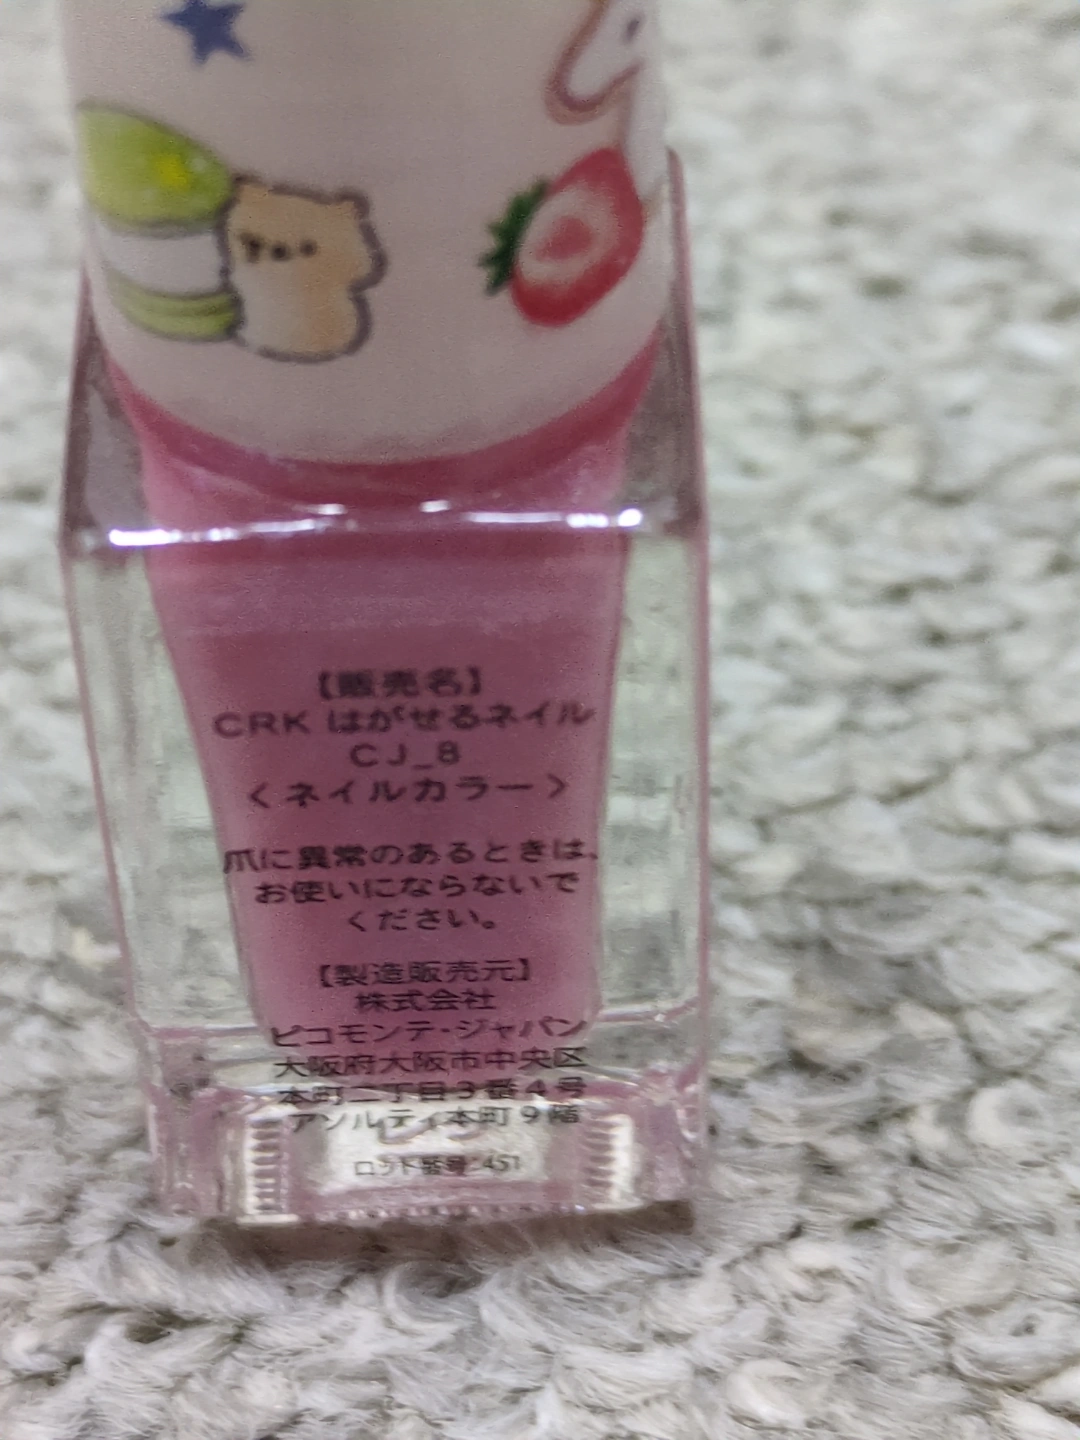 【販売名】
CRK はがせるネイル
CJ_8
＜ネイルカラー＞
爪に異常のあるときは、
お使いにならないで
ください。
【製造販売元】
株式会社
ピコモンテ・ジャパン
大阪府大阪市中央区
本町二丁目3番4号
アソルティ本町9階
ロット番号:451